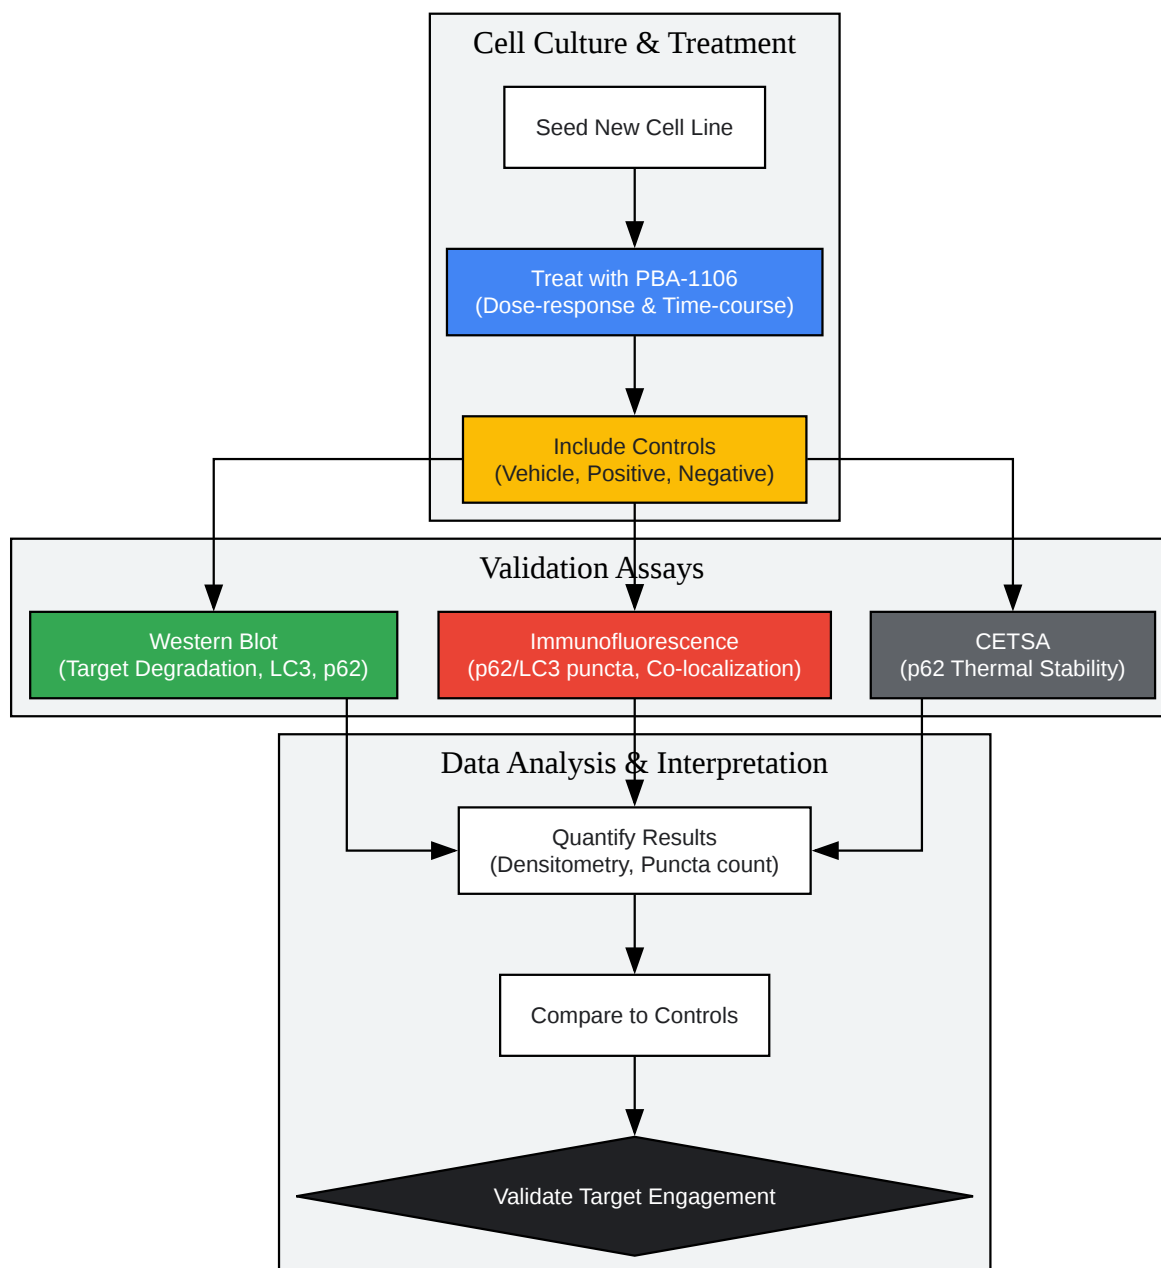 Cell Culture & Treatment
Seed New Cell Line
Treat with PBA-1106
(Dose-response & Time-course)
Include Controls
(Vehicle, Positive, Negative)
Validation Assays
Western Blot
(Target Degradation, LC3, p62)
Immunofluorescence
(p62/LC3 puncta, Co-localization)
CETSA
(p62 Thermal Stability)
Data Analysis & Interpretation
Quantify Results
(Densitometry, Puncta count)
Compare to Controls
Validate Target Engagement